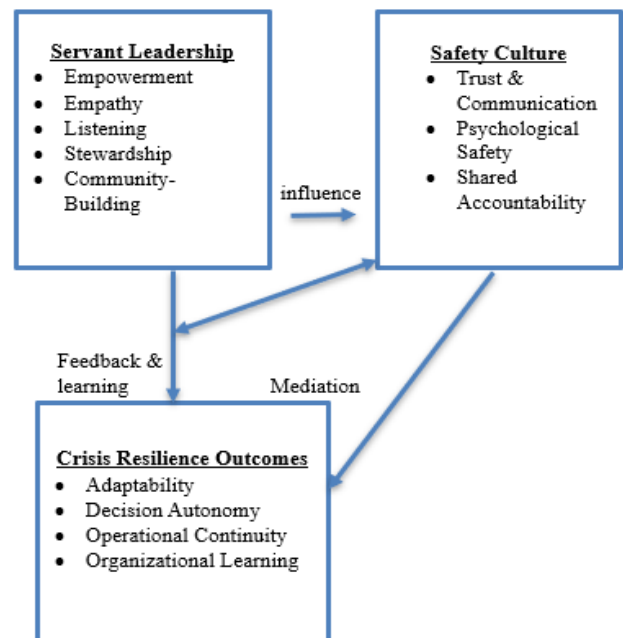 Servant Leadership
• Empowerment
• Empathy
• Listening
• Stewardship
• Community-
Building
influence
Safety Culture
• Trust &
Communication
• Psychological
Safety
• Shared
Accountability
Feedback &
learning
Mediation
Crisis Resilience Outcomes
• Adaptability
• Decision Autonomy
• Operational Continuity
• Organizational Learning